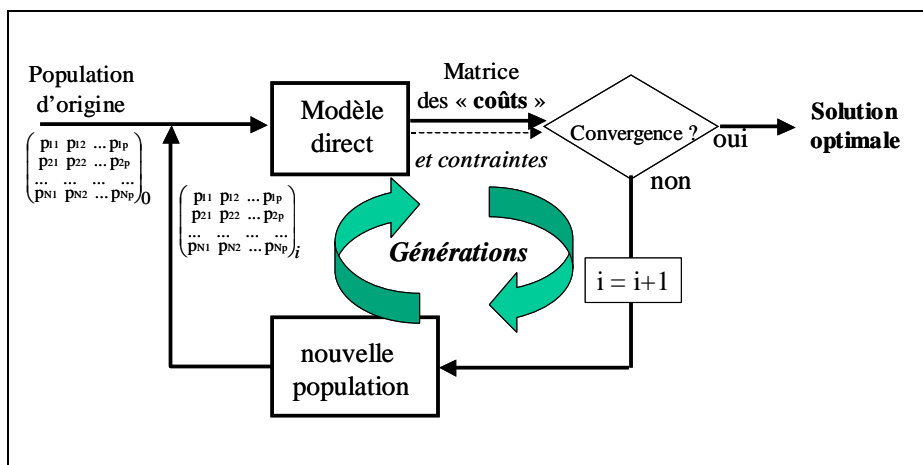 Population
d'origine
p11 p12 ... p1p
p21 p22 ... p2p
... ... ... ...
pN1 pN2 ... pNp
0
p11 p12 ... p1p
p21 p22 ... p2p
... ... ... ...
pN1 pN2 ... pNp
i
Modèle
direct
Matrice
des « coûts »
et contraintes
Convergence ?
oui
non
Solution
optimale
Générations
i = i+1
nouvelle
population